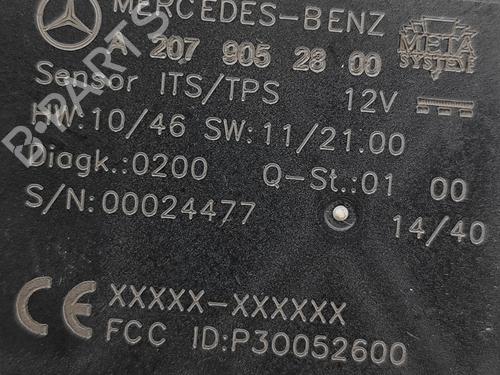 MERCEDES-BENZ
A 207 905 28 00
META SYSTEM
Sensor ITS/TPS 12V
HW:10/46 SW:11/21.00
Diagk.:0200 Q-St.:01 00
S/N:00024477
14/40
CE XXXXX-XXXXXX
FCC ID:P30052600
B-PARTS